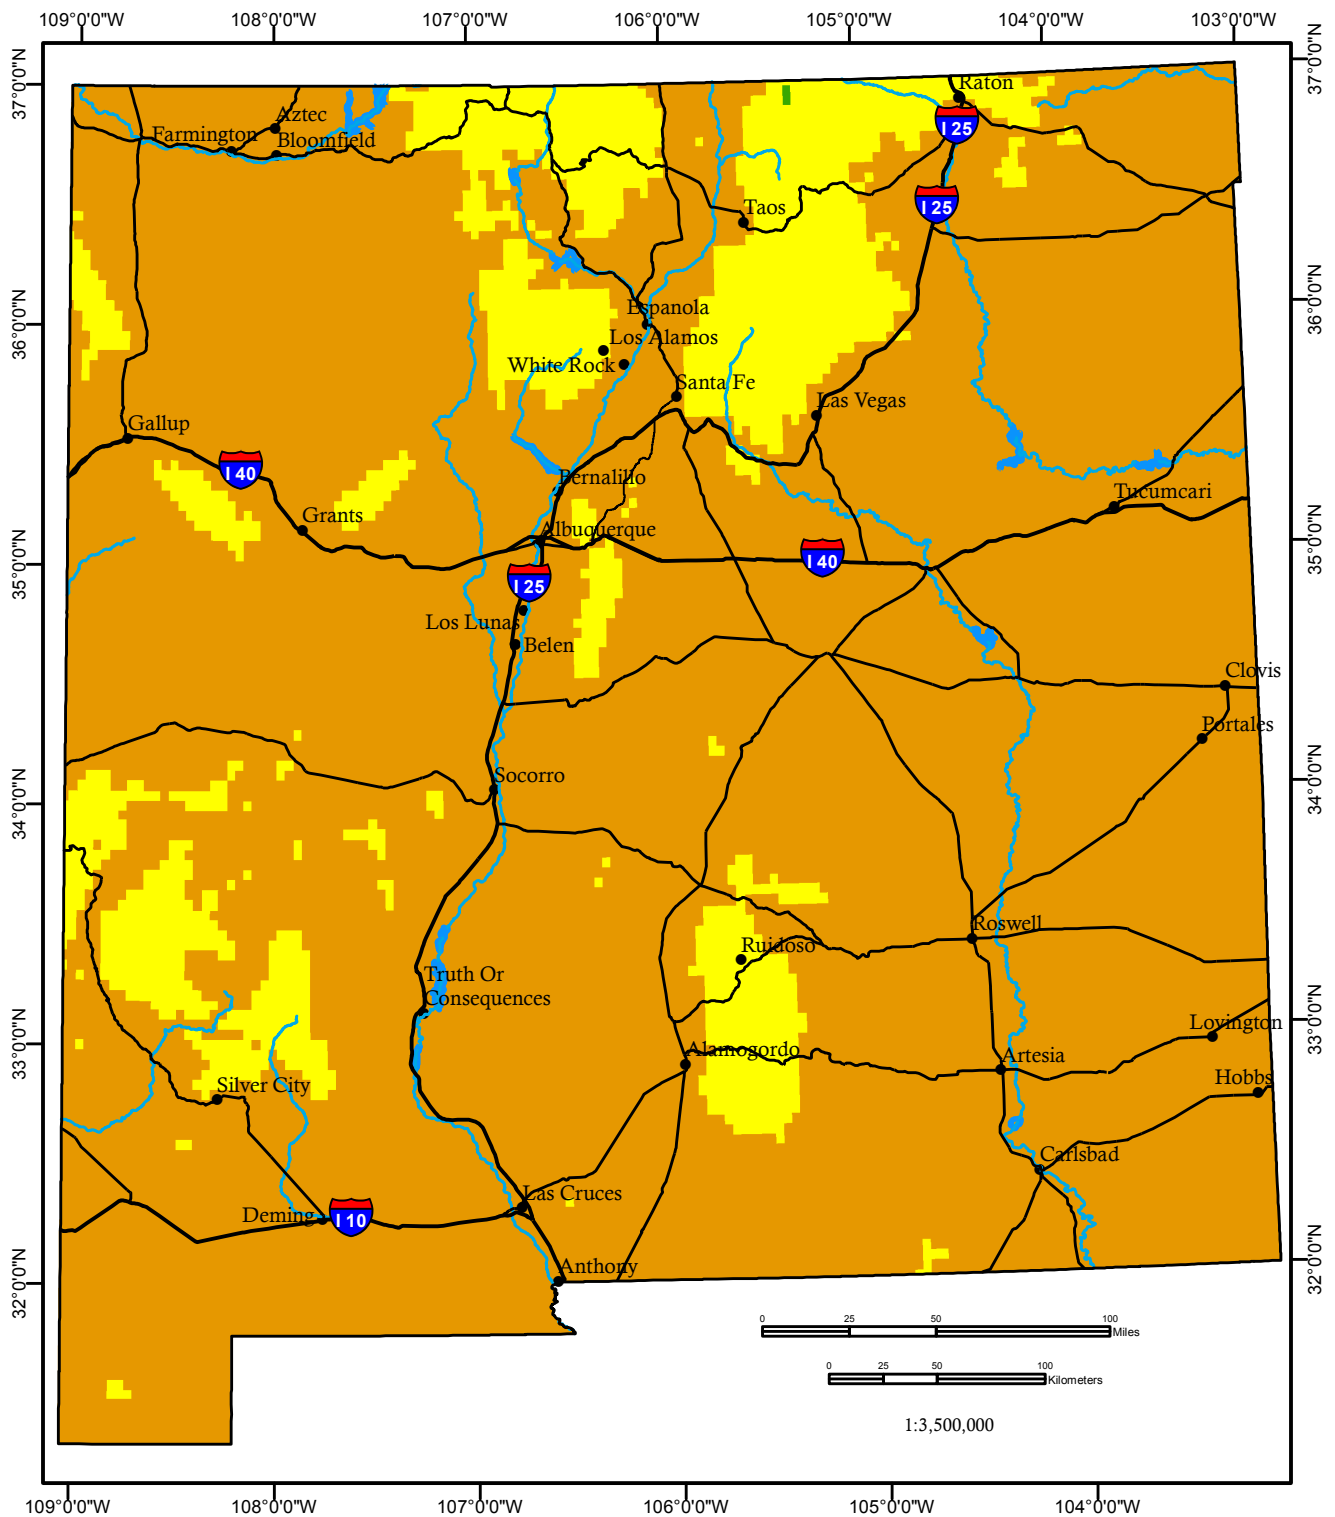 109°0'0"W 108°0'0"W 107°0'0"W 106°0'0"W 105°0'0"W 104°0'0"W 103°0'0"W
37°0'0"N
37°0'0"N
Raton
Aztec
Farmington
Bloomfield
I 25
I 25
Taos
36°0'0"N
36°0'0"N
Espanola
Los Alamos
White Rock
Santa Fe
Las Vegas
Gallup
I 40
Bernalillo
Tucumcari
Grants
Albuquerque
35°0'0"N
35°0'0"N
I 40
I 25
Los Lunas
Belen
Clovis
Portales
Socorro
34°0'0"N
34°0'0"N
Roswell
Ruidoso
Truth Or
Consequences
33°0'0"N
33°0'0"N
Lovington
Alamogordo
Artesia
Hobbs
Silver City
Carlsbad
Las Cruces
Deming
I 10
32°0'0"N
32°0'0"N
Anthony
0 25 50 100
Miles
0 25 50 100
Kilometers
1:3,500,000
109°0'0"W 108°0'0"W 107°0'0"W 106°0'0"W 105°0'0"W 104°0'0"W